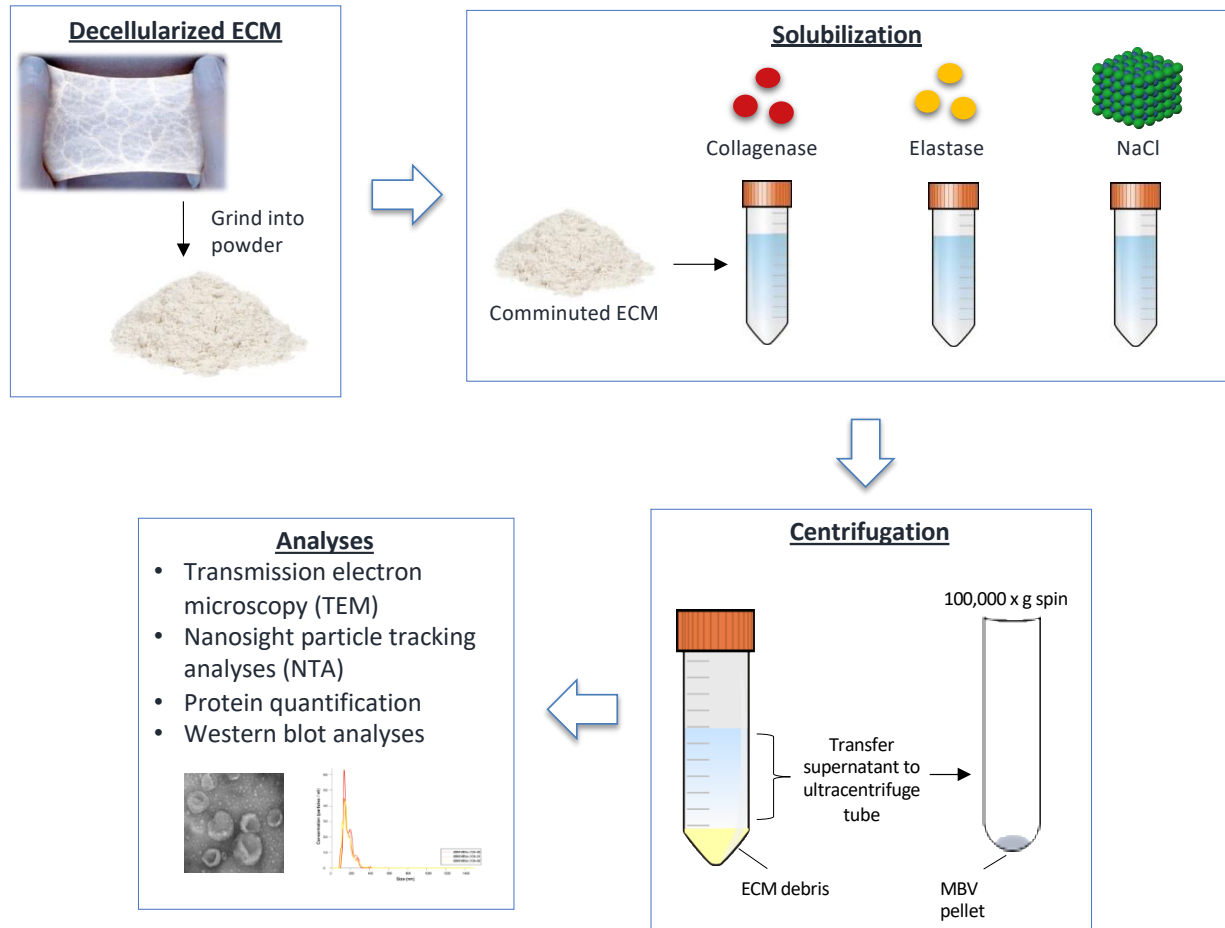 Decellularized ECM
Grind into
powder
Solubilization
Collagenase
Elastase
NaCl
Comminuted ECM
Centrifugation
100,000 x g spin
Transfer
supernatant to
ultracentrifuge
tube
ECM debris
MBV
pellet
Analyses
• Transmission electron
microscopy (TEM)
• Nanosight particle tracking
analyses (NTA)
• Protein quantification
• Western blot analyses
Size (nm)